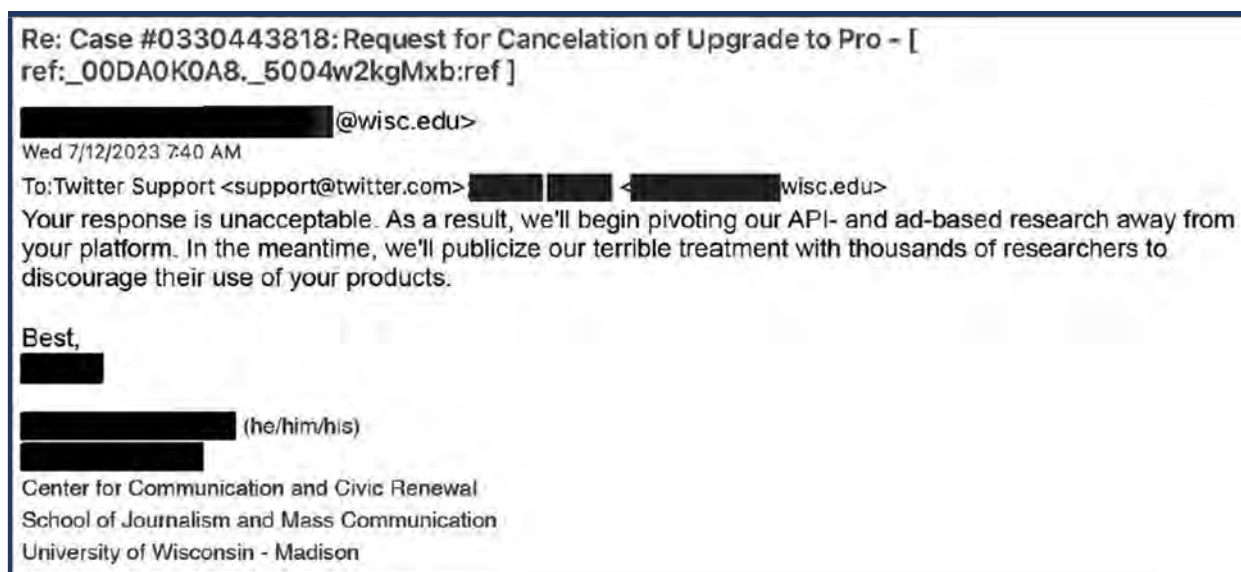 Re: Case #0330443818: Request for Cancelation of Upgrade to Pro - [
ref:_00DA0K0A8._5004w2kgMxb:ref ]
@wisc.edu>
Wed 7/12/2023 7:40 AM
To:Twitter Support <support@twitter.com> < wisc.edu>
Your response is unacceptable. As a result, we'll begin pivoting our API- and ad-based research away from
your platform. In the meantime, we'll publicize our terrible treatment with thousands of researchers to
discourage their use of your products.
Best,
(he/him/his)
Center for Communication and Civic Renewal
School of Journalism and Mass Communication
University of Wisconsin - Madison